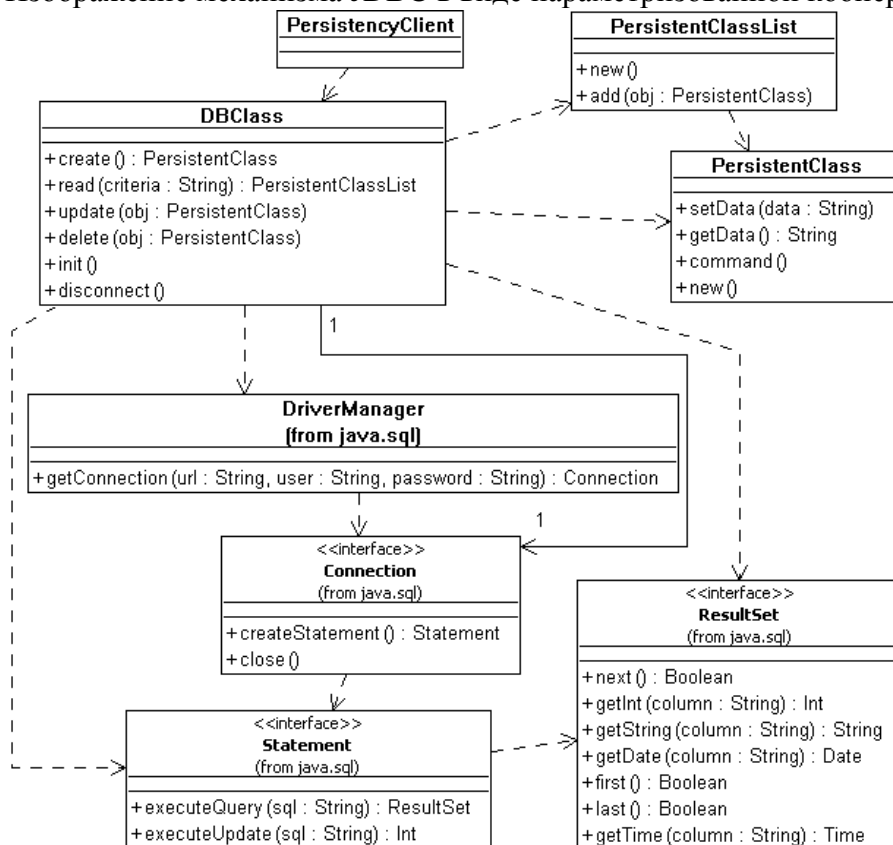 Изображение механизма JDBC в виде параметризованной коопер
PersistencyClient
PersistentClassList
+new()
+add(obj : PersistentClass)
DBClass
+create() : PersistentClass
+read(criteria : String) : PersistentClassList
+update(obj : PersistentClass)
+delete(obj : PersistentClass)
+init()
+disconnect()
PersistentClass
+setData(data : String)
+getData() : String
+command()
+new()
1
DriverManager
(from java.sql)
+getConnection(url : String, user : String, password : String) : Connection
1
<<interface>>
Connection
(from java.sql)
+createStatement() : Statement
+close()
<<interface>>
ResultSet
(from java.sql)
+next() : Boolean
+getInt(column : String) : Int
+getString(column : String) : String
+getDate(column : String) : Date
+first() : Boolean
+last() : Boolean
+getTime(column : String) : Time
<<interface>>
Statement
(from java.sql)
+executeQuery(sql : String) : ResultSet
+executeUpdate(sql : String) : Int